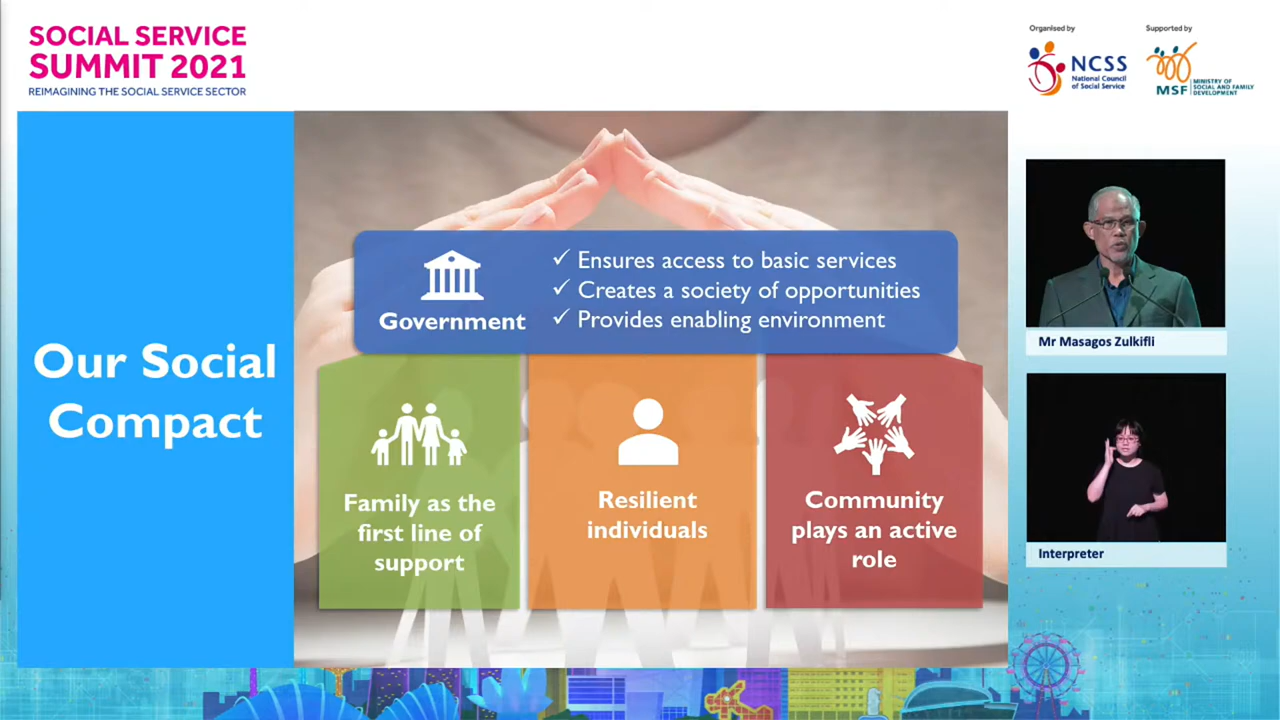 SOCIAL SERVICE
SUMMIT 2021
REIMAGINING THE SOCIAL SERVICE SECTOR
Organised by
NCSS
National Council
of Social Service
Supported by
MSF
MINISTRY OF
SOCIAL AND FAMILY
DEVELOPMENT
Our Social
Compact
Government
✓ Ensures access to basic services
✓ Creates a society of opportunities
✓ Provides enabling environment
Family as the
first line of
support
Resilient
individuals
Community
plays an active
role
Mr Masagos Zulkifli
Interpreter